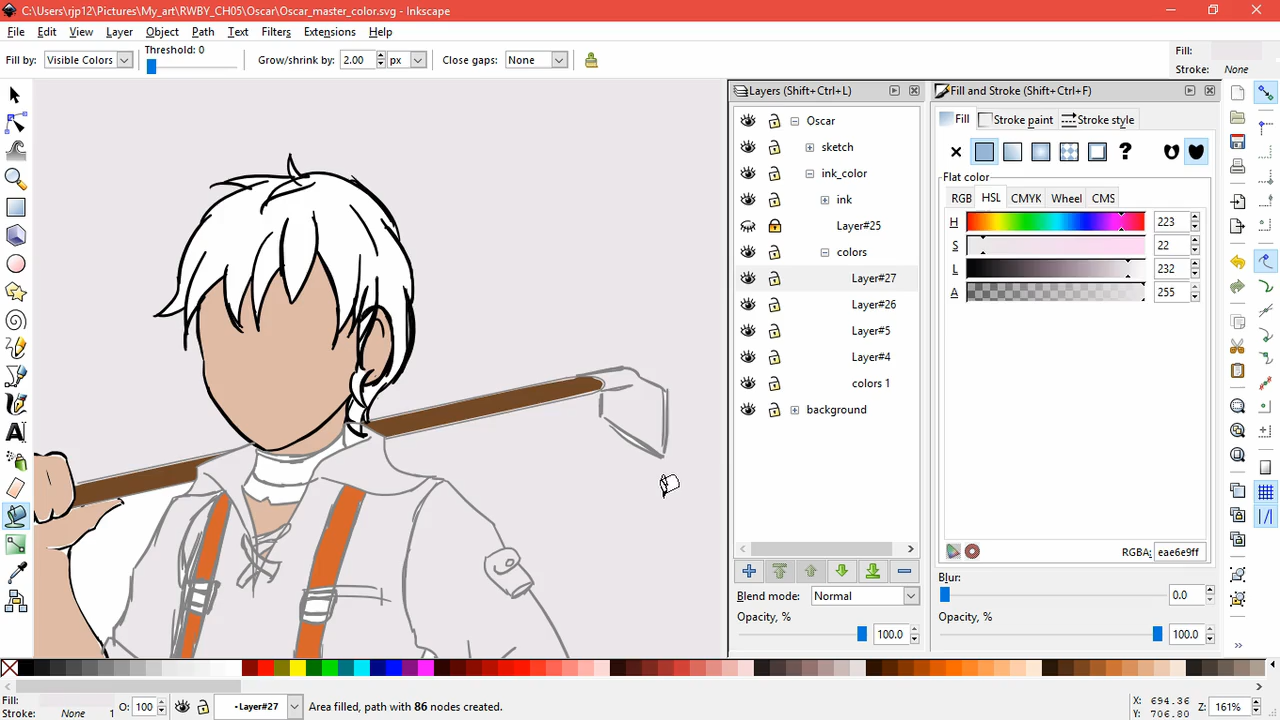 C:\Users\rjp12\Pictures\My_art\RWBY_CH05\Oscar\Oscar_master_color.svg - Inkscape
File Edit View Layer Object Path Text Filters Extensions Help
Fill by: Visible Colors Threshold: 0 Grow/shrink by: 2.00 px Close gaps: None
Fill:
Stroke: None
Layers (Shift+Ctrl+L)
Oscar
sketch
ink_color
ink
Layer#25
colors
Layer#27
Layer#26
Layer#5
Layer#4
colors 1
background
Blend mode: Normal
Opacity, %
100.0
Fill and Stroke (Shift+Ctrl+F)
Fill Stroke paint Stroke style
?
Flat color
RGB HSL CMYK Wheel CMS
H 223
S 22
L 232
A 255
RGBA: eae6e9ff
Blur:
0.0
Opacity, %
100.0
Fill:
Stroke: None 1 O: 100 Layer#27 Area filled, path with 86 nodes created.
X: 694.36
Y: 706.80
Z: 161%